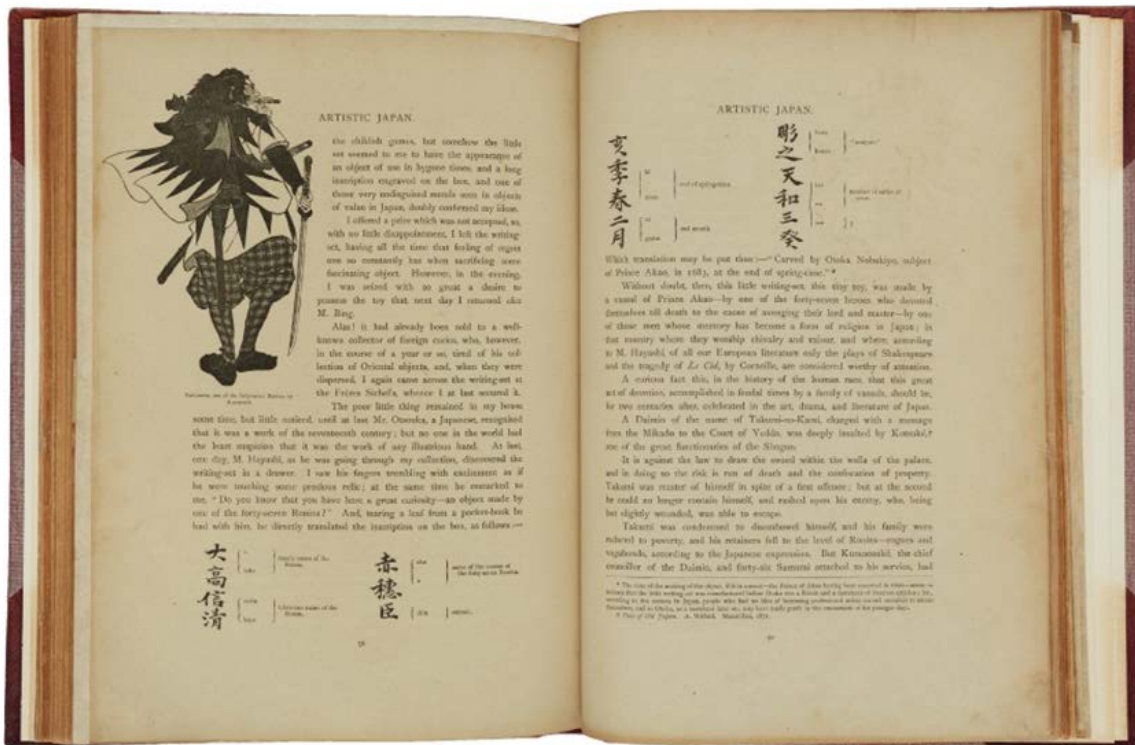 ARTISTIC JAPAN.
the childish games, but somehow the little
set seemed to me to have the appearance of
an object of use in bygone times, and a long
inscription engraved on the box, and one of
those very undisguised metals seen in objects
of value in Japan, doubly confirmed my ideas.
I offered a price which was not accepted, so,
with no little disappointment, I left the writing-
set, having all the time that feeling of regret
one so constantly has when sacrificing some
fascinating object. However, in the evening,
I was seized with so great a desire to
possess the toy that next day I returned
M. Bing.
Alas! it had already been sold to a well-
known collector of foreign curios, who, however,
in the course of a year or so, tired of his col-
lection of Oriental objects, and, when they were
dispersed, I again came across the writing-set at
the Frères Sichel's, whence I at last secured it.
The poor little thing remained in my house
some time, but little noticed, until at last Mr. Otsouka, a Japanese, recognised
that it was a work of the seventeenth century; but no one in the world had
the least suspicion that it was the work of any illustrious hand. At last,
one day, M. Hayashi, as he was going through my collection, discovered the
writing-set in a drawer. I saw his fingers trembling with excitement as if
he were touching some precious relic; at the same time he remarked to
me, "Do you know that you have here a great curiosity—an object made by
one of the forty-seven Ronins?" And, tearing a leaf from a pocket-book he
had with him, he directly translated the inscription on the box, as follows:—
大高信清
family name of the
Ronin.
Christian name of the
Ronin.
赤穂臣
name of the master of
the forty-seven Ronins.
ARTISTIC JAPAN.
亥季春二月
end of spring-time
2nd month
彫之天和三癸
Which translation may be put thus:—"Carved by Otaka Nobukiyo, subject
of Prince Akao, in 1683, at the end of spring-time."*
Without doubt, then, this little writing-set, this tiny toy, was made by
a vassal of Prince Akao—by one of the forty-seven heroes who devoted
themselves till death to the cause of avenging their lord and master—by one
of those men whose memory has become a form of religion in Japan; in
that country where they worship chivalry and valour, and where, according
to M. Hayashi, of all our European literature only the plays of Shakespeare
and the tragedy of Le Cid, by Corneille, are considered worthy of attention.
A curious fact this, in the history of the human race, that this great
act of devotion, accomplished in feudal times by a family of vassals, should be,
for two centuries after, celebrated in the art, drama, and literature of Japan.
A Daimio of the name of Takumi-no-Kami, charged with a message
from the Mikado to the Court of Yeddo, was deeply insulted by Kotsuké,†
one of the great functionaries of the Shogun.
It is against the law to draw the sword within the walls of the palace,
and in doing so the risk is run of death and the confiscation of property.
Takumi was master of himself in spite of a first offence; but at the second
he could no longer contain himself, and rushed upon his enemy, who, being
but slightly wounded, was able to escape.
Takumi was condemned to disembowel himself, and his family were
reduced to poverty, and his retainers fell to the level of Ronins—rogues and
vagabonds, according to the Japanese expression. But Kuranosuké, the chief
councillor of the Daimio, and forty-six Samurai attached to his service, had